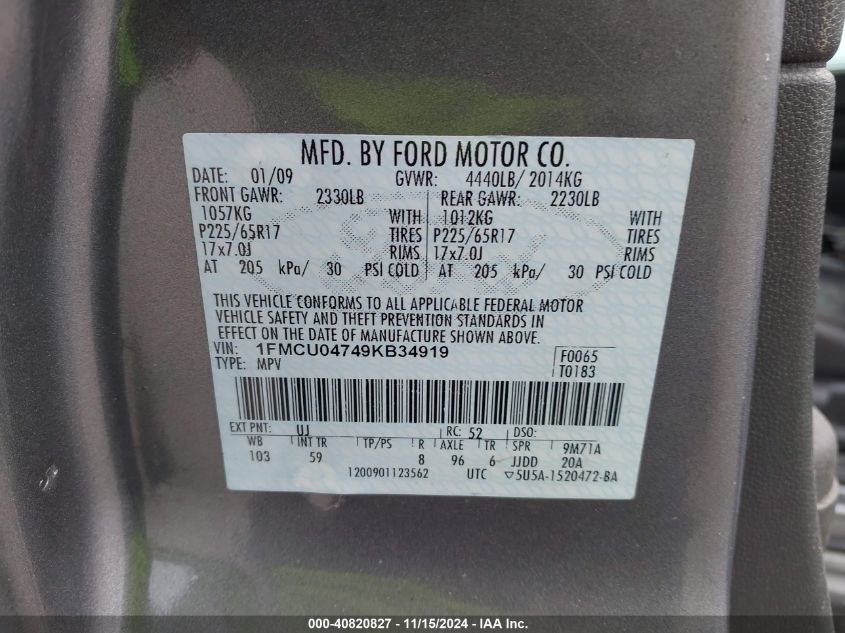 MFD. BY FORD MOTOR CO.
DATE: 01/09 GVWR: 4440LB/ 2014KG
FRONT GAWR: 2330LB REAR GAWR: 2230LB
1057KG WITH 1012KG WITH
P225/65R17 TIRES P225/65R17 TIRES
17x7.0J RIMS 17x7.0J RIMS
AT 205 kPa/ 30 PSI COLD AT 205 kPa/ 30 PSI COLD
THIS VEHICLE CONFORMS TO ALL APPLICABLE FEDERAL MOTOR
VEHICLE SAFETY AND THEFT PREVENTION STANDARDS IN
EFFECT ON THE DATE OF MANUFACTURE SHOWN ABOVE.
VIN: 1FMCU04749KB34919 F0065
TYPE: MPV T0183
EXT PNT: UJ RC: 52 DSO:
WB INT TR TP/PS R AXLE TR SPR 9M71A
103 59 8 96 6 JJDD 20A
1200901123562 UTC ▽5U5A-1520472-BA
000-40820827 - 11/15/2024 - IAA Inc.